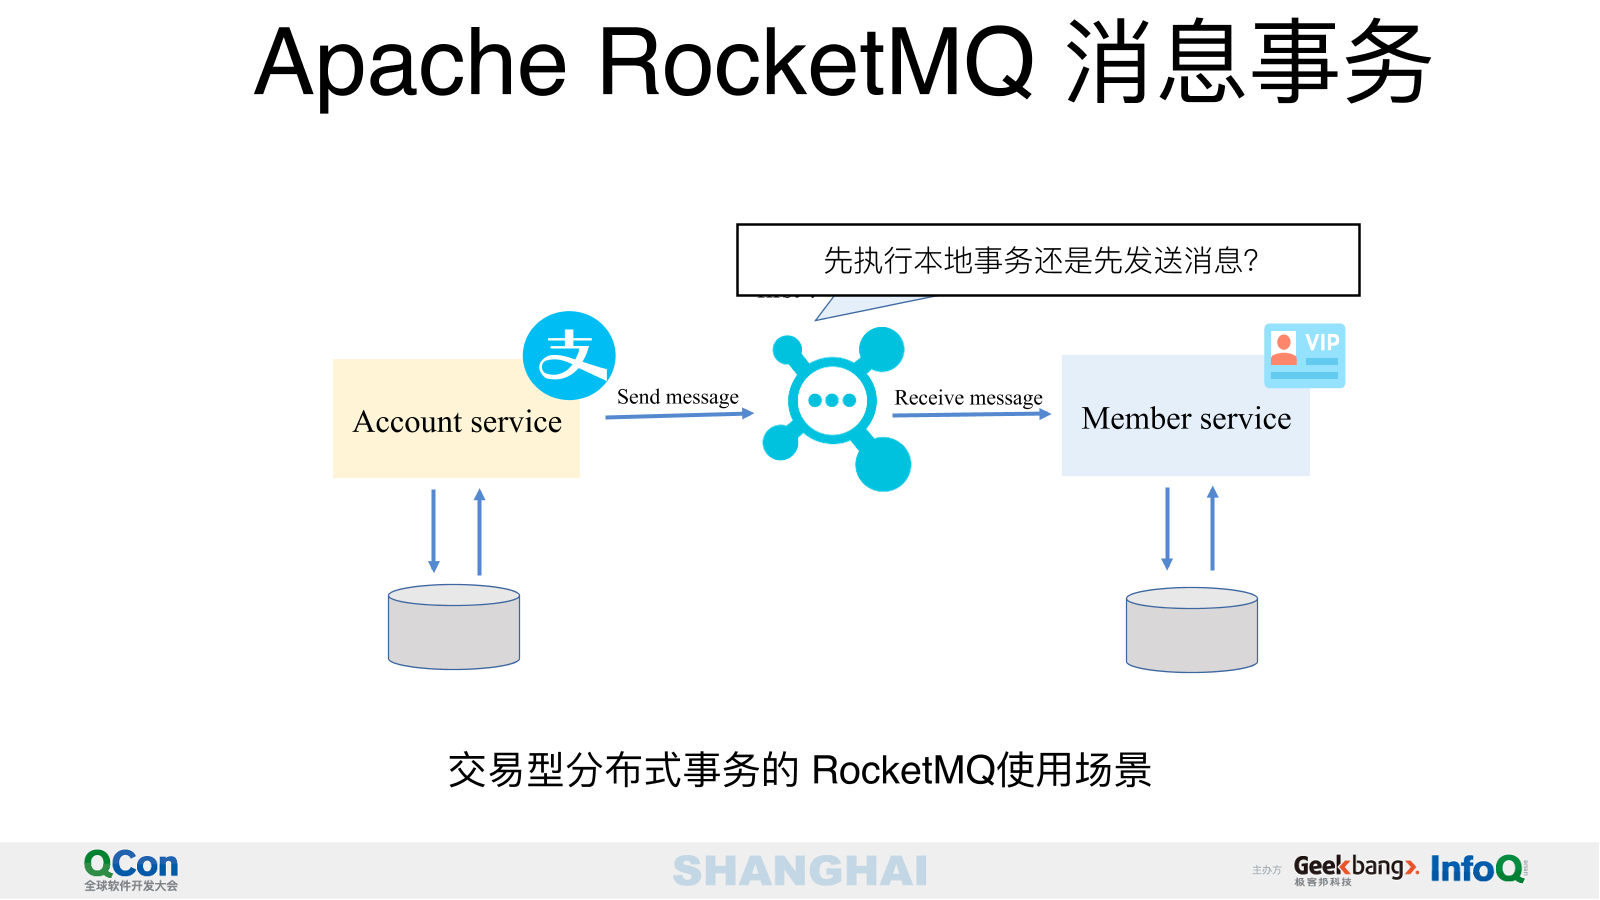 Apache RocketMQ 消息事务
先执行本地事务还是先发送消息？
支
VIP
Account service
Send message
Receive message
Member service
交易型分布式事务的 RocketMQ使用场景
QCon
全球软件开发大会
SHANGHAI
主办方
Geekbang
极客邦科技
InfoQ